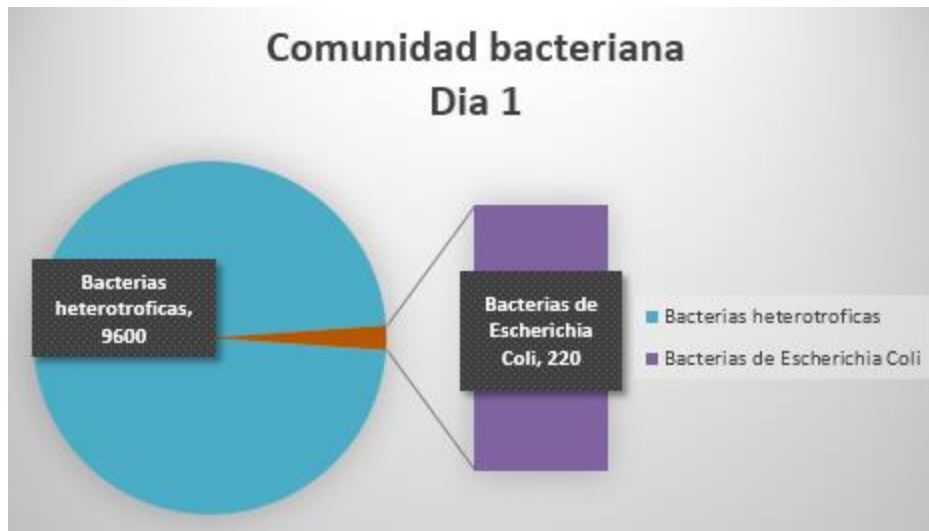 Comunidad bacteriana
Dia 1
Bacterias
heterotroficas,
9600
Bacterias de
Escherichia
Coli, 220
Bacterias heterotroficas
Bacterias de Escherichia Coli